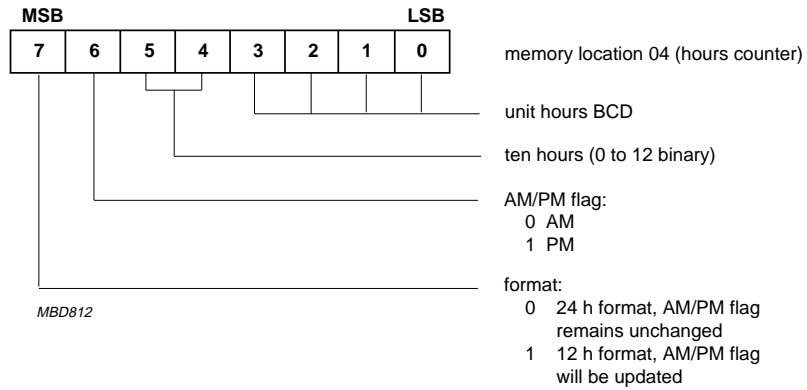 MSB LSB
7 6 5 4 3 2 1 0
memory location 04 (hours counter)
unit hours BCD
ten hours (0 to 12 binary)
AM/PM flag:
0 AM
1 PM
format:
0 24 h format, AM/PM flag
remains unchanged
1 12 h format, AM/PM flag
will be updated
MBD812